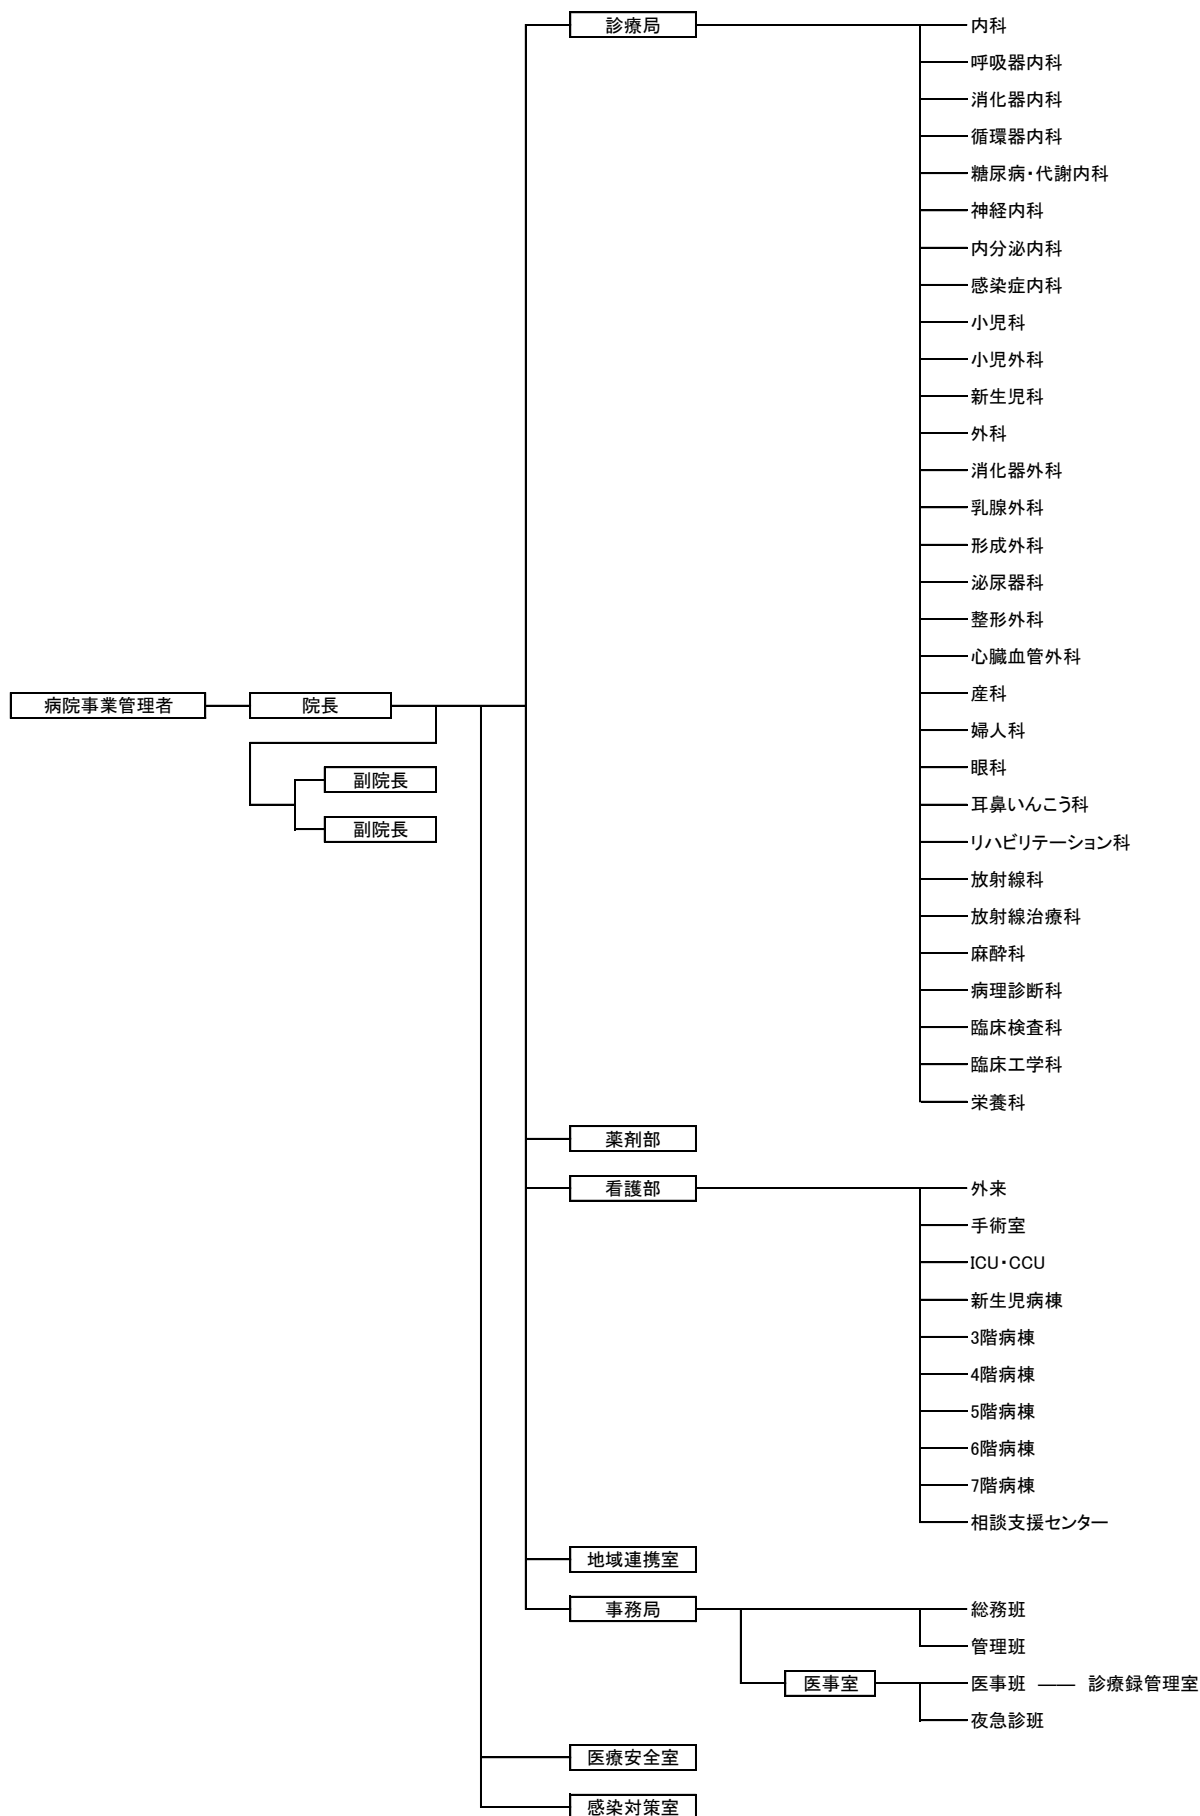 診療局
内科
呼吸器内科
消化器内科
循環器内科
糖尿病・代謝内科
神経内科
内分泌内科
感染症内科
小児科
小児外科
新生児科
外科
消化器外科
乳腺外科
形成外科
泌尿器科
整形外科
心臓血管外科
産科
病院事業管理者
院長
婦人科
眼科
副院長
耳鼻いんこう科
副院長
リハビリテーション科
放射線科
放射線治療科
麻酔科
病理診断科
臨床検査科
臨床工学科
栄養科
薬剤部
看護部
外来
手術室
ICU・CCU
新生児病棟
3階病棟
4階病棟
5階病棟
6階病棟
7階病棟
相談支援センター
地域連携室
事務局
総務班
管理班
医事室
医事班 —— 診療録管理室
夜急診班
医療安全室
感染対策室